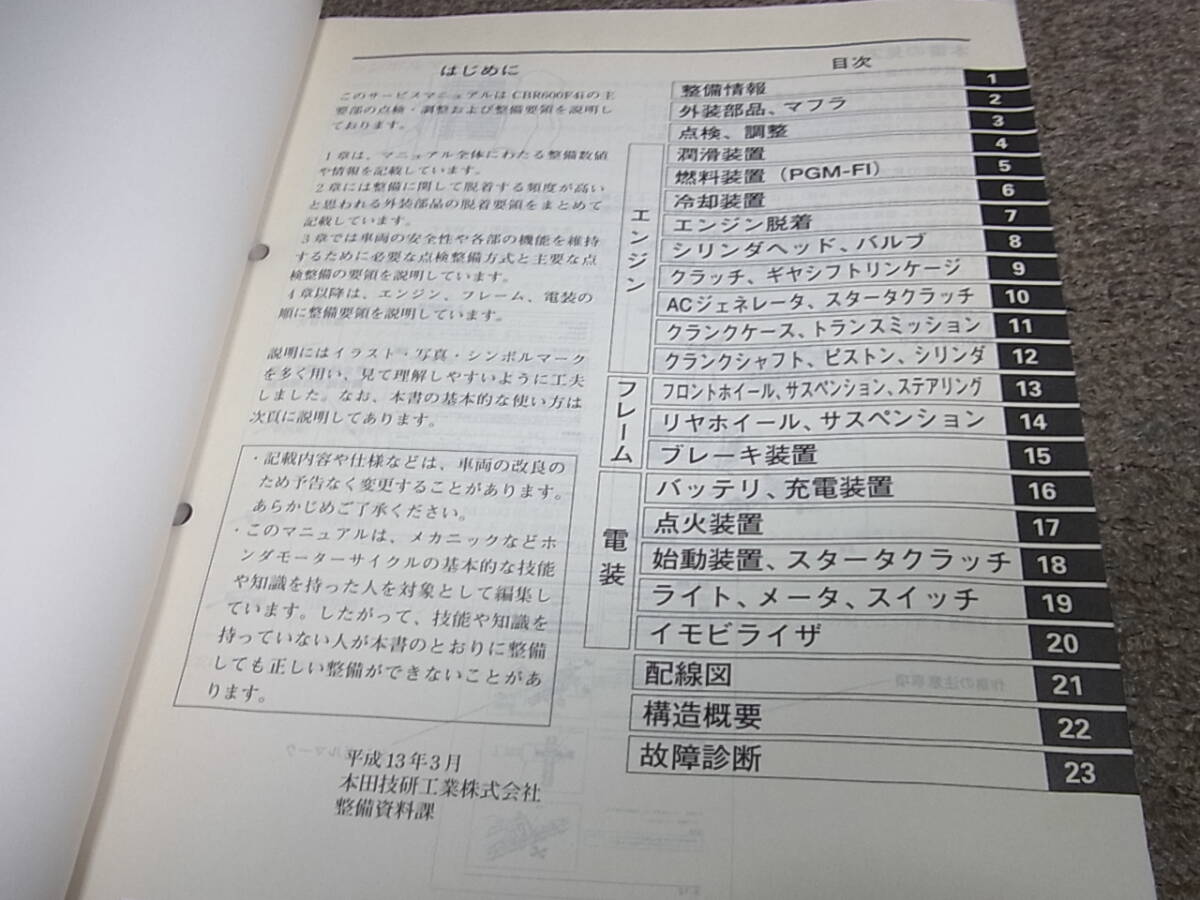 はじめに
このサービスマニュアルは CBR600F4iの主
要部の点検・調整および整備要領を説明し
ております。
1章は、マニュアル全体にわたる整備数値
や情報を記載しています。
2章には整備に関して脱着する頻度が高い
と思われる外装部品の脱着要領をまとめて
記載しています。
3章では車両の安全性や各部の機能を維持
するために必要な点検整備方式と主要な点
検整備の要領を説明しています。
4章以降は、エンジン、フレーム、電装の
順に整備要領を説明しています。
説明にはイラスト・写真・シンボルマーク
を多く用い、見て理解しやすいように工夫
しました。なお、本書の基本的な使い方は
次頁に説明してあります。
・記載内容や仕様などは、車両の改良の
ため予告なく変更することがあります。
あらかじめご了承ください。
・このマニュアルは、メカニックなどホ
ンダモーターサイクルの基本的な技能
や知識を持った人を対象として編集し
ています。したがって、技能や知識を
持っていない人が本書のとおりに整備
しても正しい整備ができないことがあ
ります。
平成13年3月
本田技研工業株式会社
整備資料課
目次
整備情報 1
外装部品、マフラ 2
点検、調整 3
エンジン
潤滑装置 4
燃料装置（PGM-FI） 5
冷却装置 6
エンジン脱着 7
シリンダヘッド、バルブ 8
クラッチ、ギヤシフトリンケージ 9
ACジェネレータ、スタータクラッチ 10
クランクケース、トランスミッション 11
クランクシャフト、ピストン、シリンダ 12
フレーム
フロントホイール、サスペンション、ステアリング 13
リヤホイール、サスペンション 14
ブレーキ装置 15
電装
バッテリ、充電装置 16
点火装置 17
始動装置、スタータクラッチ 18
ライト、メータ、スイッチ 19
イモビライザ 20
配線図 21
構造概要 22
故障診断 23